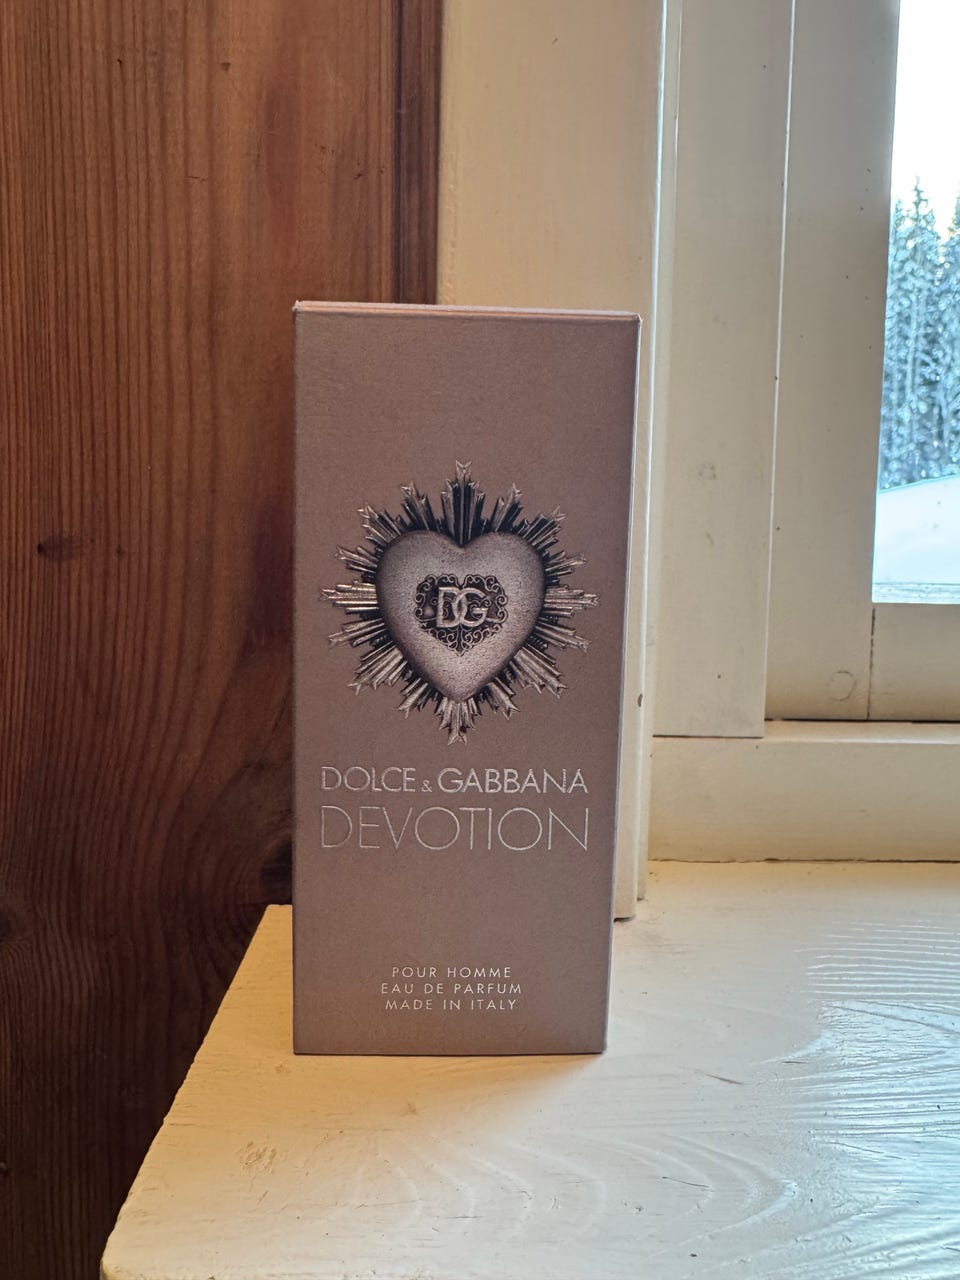 DG
DOLCE & GABBANA
DEVOTION
POUR HOMME
EAU DE PARFUM
MADE IN ITALY